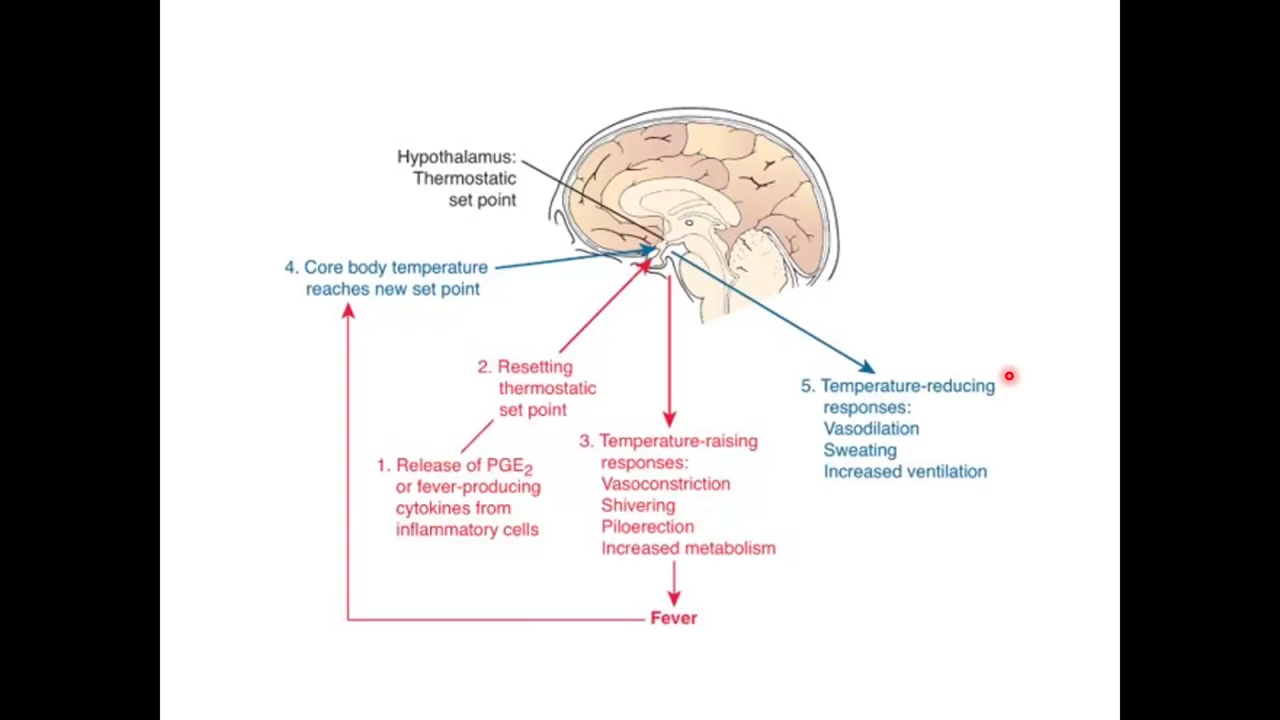 Hypothalamus:
Thermostatic
set point
4. Core body temperature
reaches new set point
2. Resetting
thermostatic
set point
1. Release of PGE2
or fever-producing
cytokines from
inflammatory cells
3. Temperature-raising
responses:
Vasoconstriction
Shivering
Piloerection
Increased metabolism
Fever
5. Temperature-reducing
responses:
Vasodilation
Sweating
Increased ventilation